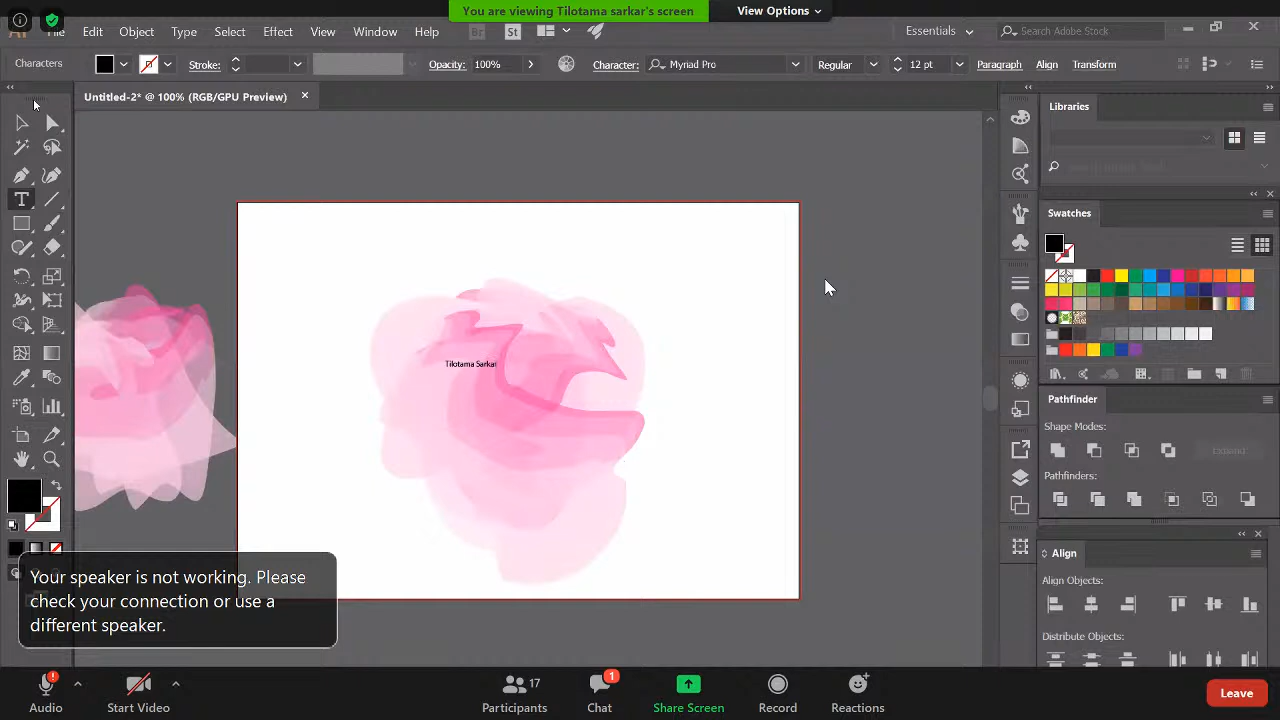 You are viewing Tilotama sarkar's screen
View Options
File Edit Object Type Select Effect View Window Help
Br St
Essentials
Search Adobe Stock
Characters
Stroke:
Opacity: 100%
Character: Myriad Pro
Regular
12 pt
Paragraph
Align
Transform
Untitled-2* @ 100% (RGB/GPU Preview)
Libraries
Swatches
Tilotama Sarkar
Pathfinder
Shape Modes:
Expand
Pathfinders:
Align
Align Objects:
Distribute Objects:
Your speaker is not working. Please
check your connection or use a
different speaker.
Audio
Start Video
17
Participants
1
Chat
Share Screen
Record
Reactions
Leave